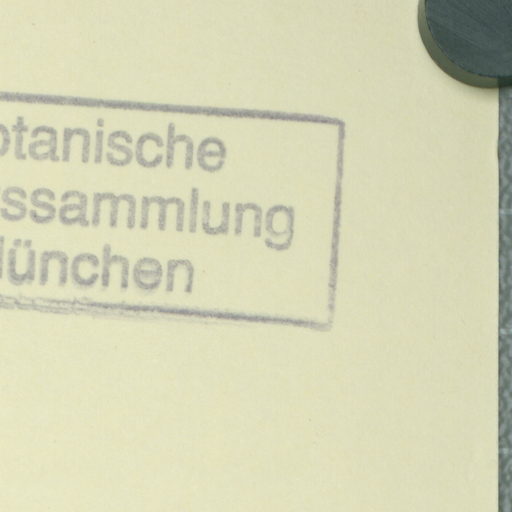 otanische
ssammlung
ünchen